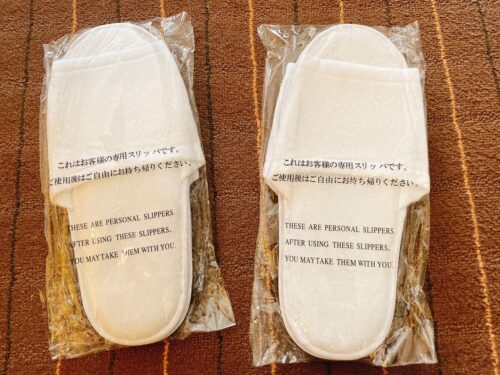 これはお客様の専用スリッパです。
ご使用後はご自由にお持ち帰りください。
THESE ARE PERSONAL SLIPPERS.
AFTER USING THESE SLIPPERS,
YOU MAY TAKE THEM WITH YOU.
これはお客様の専用スリッパです。
ご使用後はご自由にお持ち帰りください。
THESE ARE PERSONAL SLIPPERS.
AFTER USING THESE SLIPPERS,
YOU MAY TAKE THEM WITH YOU.